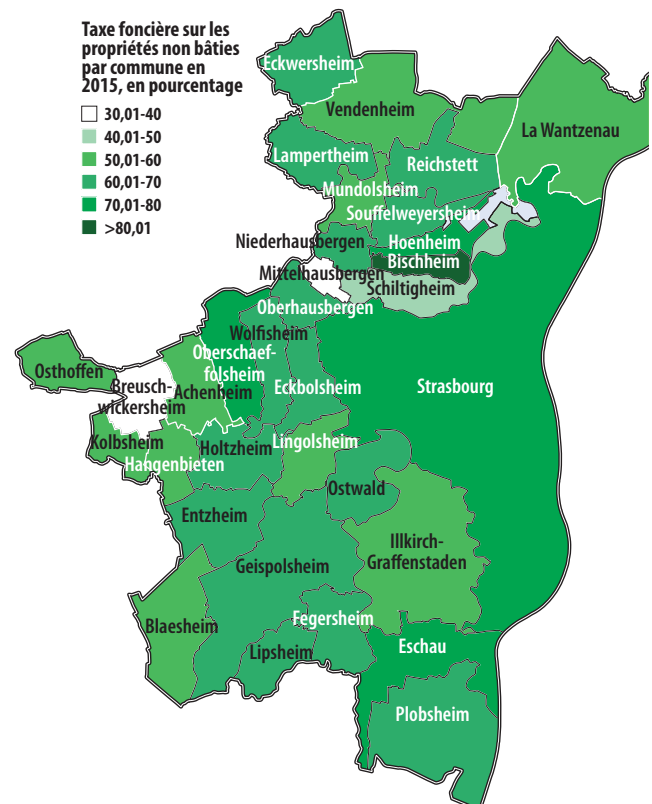 Taxe foncière sur les
propriétés non bâties
par commune en
2015, en pourcentage
30,01-40
40,01-50
50,01-60
60,01-70
70,01-80
>80,01
Eckwersheim
Vendenheim
La Wantzenau
Lampertheim
Reichstett
Mundolsheim
Souffelweyersheim
Niederhausbergen
Hoenheim
Bischheim
Mittelhausbergen
Schiltigheim
Oberhausbergen
Wolfisheim
Oberschaef-
folsheim
Osthoffen
Breusch-
wickersheim
Achenheim
Eckbolsheim
Strasbourg
Kolbsheim
Hangenbieten
Holtzheim
Lingolsheim
Ostwald
Entzheim
Illkirch-
Graffenstaden
Geispolsheim
Blaesheim
Fegersheim
Lipsheim
Eschau
Plobsheim